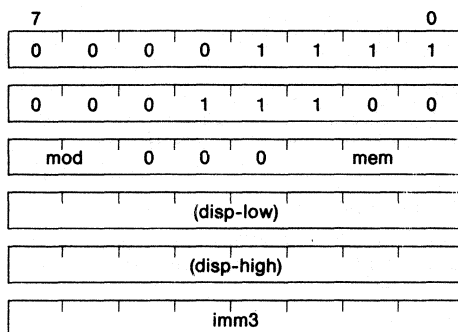 7 0
0 0 0 0 1 1 1 1
0 0 0 1 1 1 0 0
mod 0 0 0 mem
(disp-low)
(disp-high)
imm3